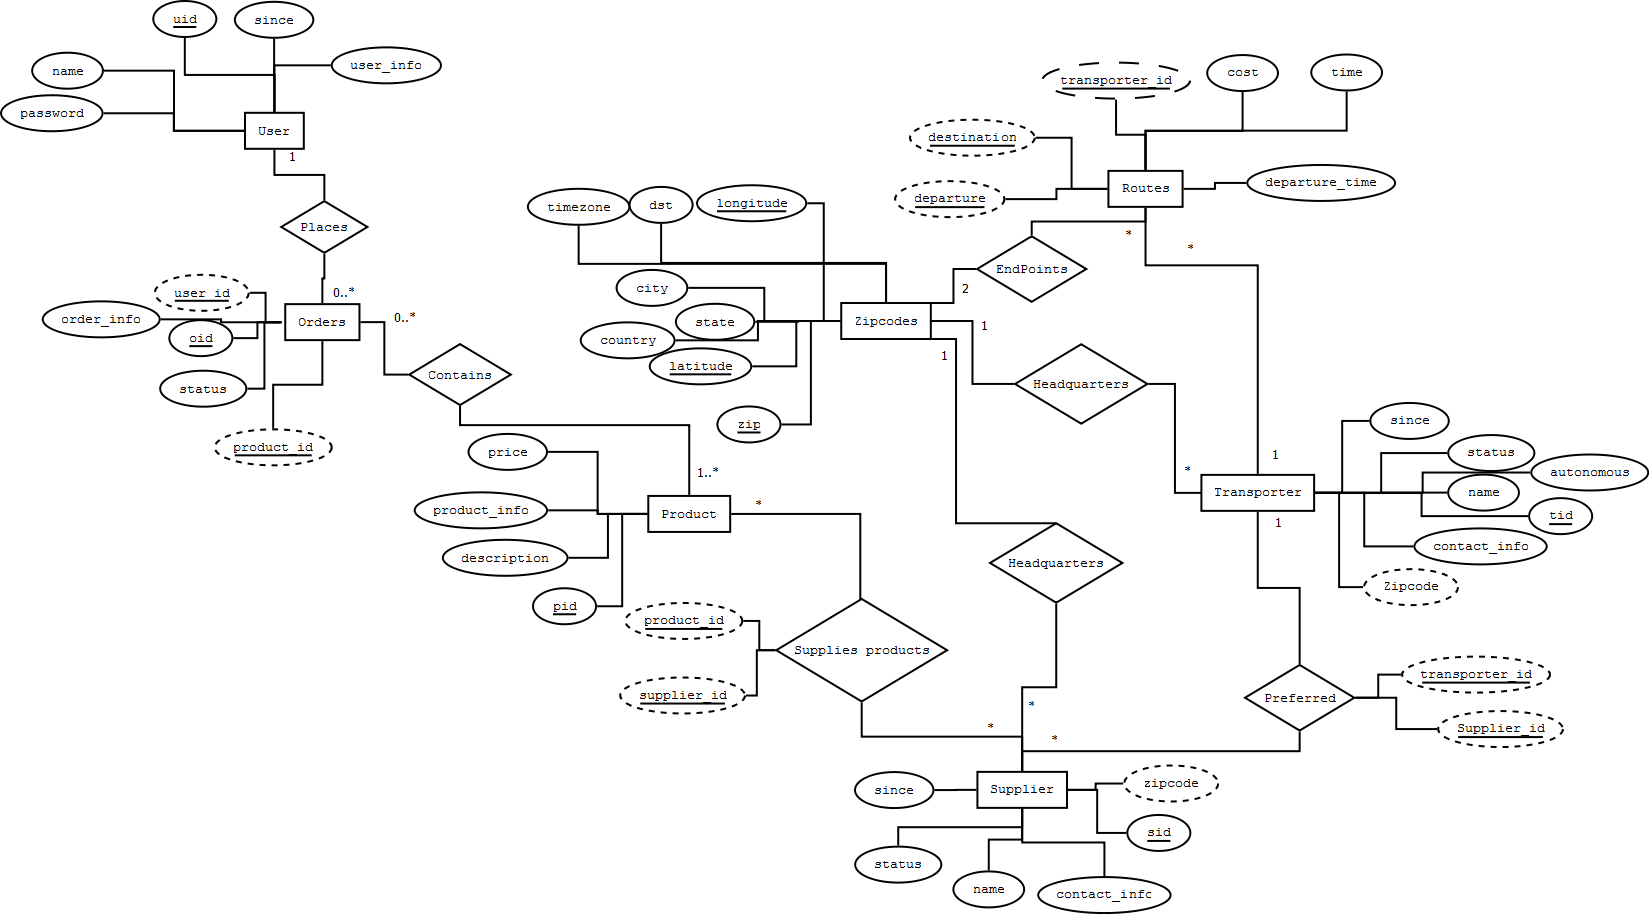 uid
since
name
user_info
password
User
1
Places
user_id
0..*
order_info
Orders
0..*
oid
status
Contains
product_id
price
1..*
product_info
Product
*
description
pid
product_id
Supplies products
supplier_id
timezone
dst
longitude
city
state
country
latitude
zip
Zipcodes
2
1
1
transporter_id
cost
time
destination
departure
Routes
departure_time
*
*
EndPoints
Headquarters
*
1
Transporter
1
since
status
autonomous
name
tid
contact_info
Zipcode
Headquarters
*
*
*
Preferred
transporter_id
Supplier_id
since
Supplier
zipcode
sid
status
name
contact_info